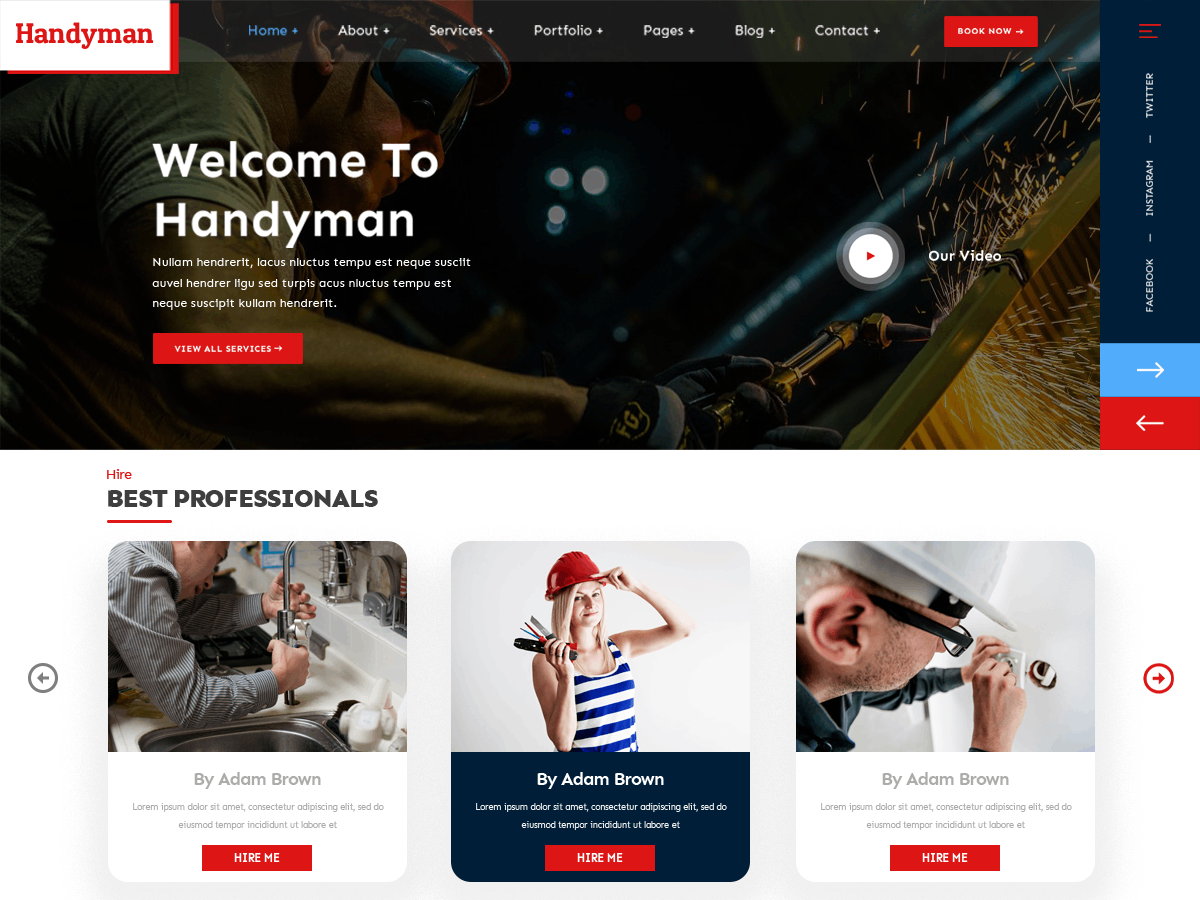 Handyman
Home +
About +
Services +
Portfolio +
Pages +
Blog +
Contact +
BOOK NOW →
TWITTER
—
INSTAGRAM
—
FACEBOOK
Welcome To
Handyman
Nullam hendrerit, lacus nluctus tempu est neque suscilt
auvel hendrer ligu sed turpis acus nluctus tempu est
neque suscipit kullam hendrerit.
VIEW ALL SERVICES →
Our Video
Hire
BEST PROFESSIONALS
By Adam Brown
Lorem ipsum dolor sit amet, consectetur adipiscing elit, sed do
eiusmod tempor incididunt ut labore et
HIRE ME
By Adam Brown
Lorem ipsum dolor sit amet, consectetur adipiscing elit, sed do
eiusmod tempor incididunt ut labore et
HIRE ME
By Adam Brown
Lorem ipsum dolor sit amet, consectetur adipiscing elit, sed do
eiusmod tempor incididunt ut labore et
HIRE ME